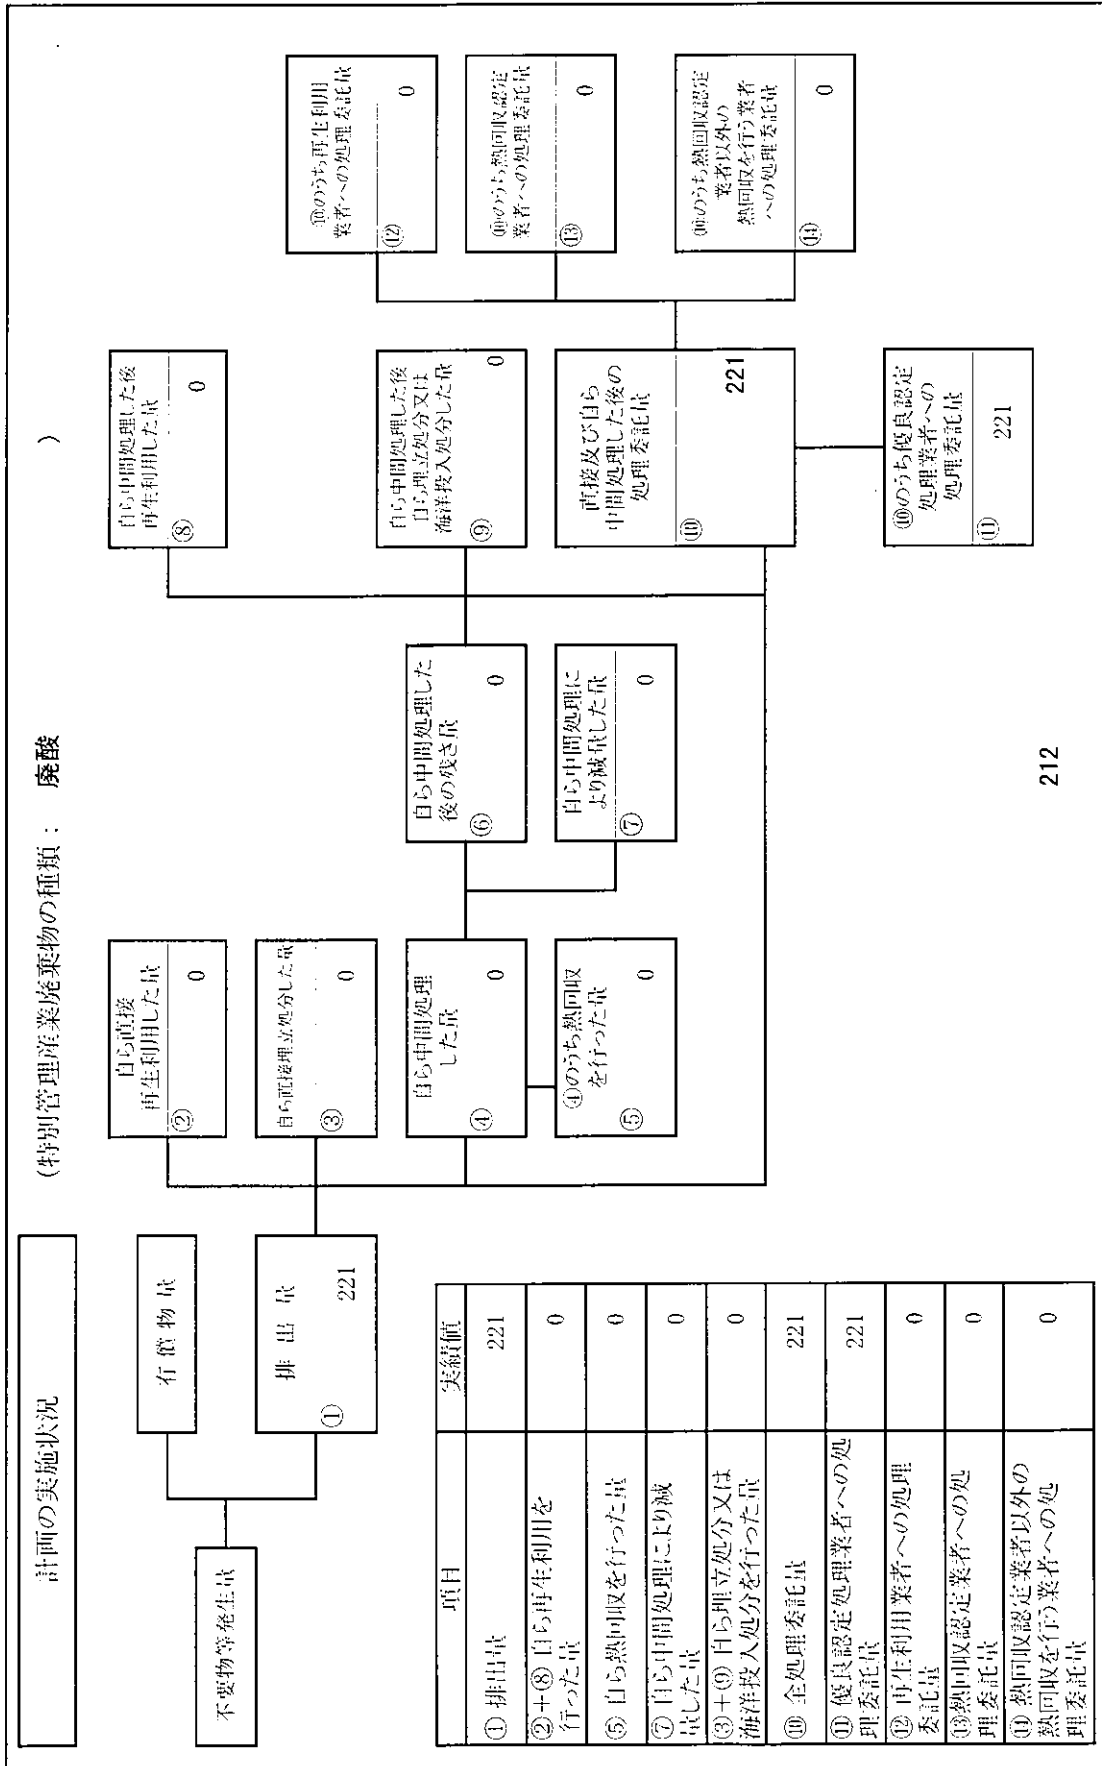 計画の実施状況
(特別管理産業廃棄物の種類: 廃酸 )
不要物等発生量
有償物量
排出量
① 221
自ら直接
再生利用した量
② 0
自ら直接埋立処分した量
③ 0
自ら中間処理
した量
④ 0
④のうち熱回収
を行った量
⑤ 0
自ら中間処理した
後の残さ量
⑥ 0
自ら中間処理に
より減量した量
⑦ 0
自ら中間処理した後
再生利用した量
⑧ 0
自ら中間処理した後
自ら埋立処分又は
海洋投入処分した量
⑨ 0
直接及び自ら
中間処理した後の
処理委託量
⑩ 221
⑩のうち優良認定
処理業者への
処理委託量
⑪ 221
⑩のうち再生利用
業者への処理委託量
⑫ 0
⑩のうち熱回収認定
業者への処理委託量
⑬ 0
⑩のうち熱回収認定
業者以外の
熱回収を行う業者
への処理委託量
⑭ 0
項目 実績値
①排出量 221
②+⑧自ら再生利用を
行った量 0
⑤自ら熱回収を行った量 0
⑦自ら中間処理により減
量した量 0
③+⑨自ら埋立処分又は
海洋投入処分を行った量 0
⑩全処理委託量 221
⑪優良認定処理業者への処
理委託量 221
⑫再生利用業者への処理
委託量 0
⑬熱回収認定業者への処
理委託量 0
⑭熱回収認定業者以外の
熱回収を行う業者への処
理委託量 0
212